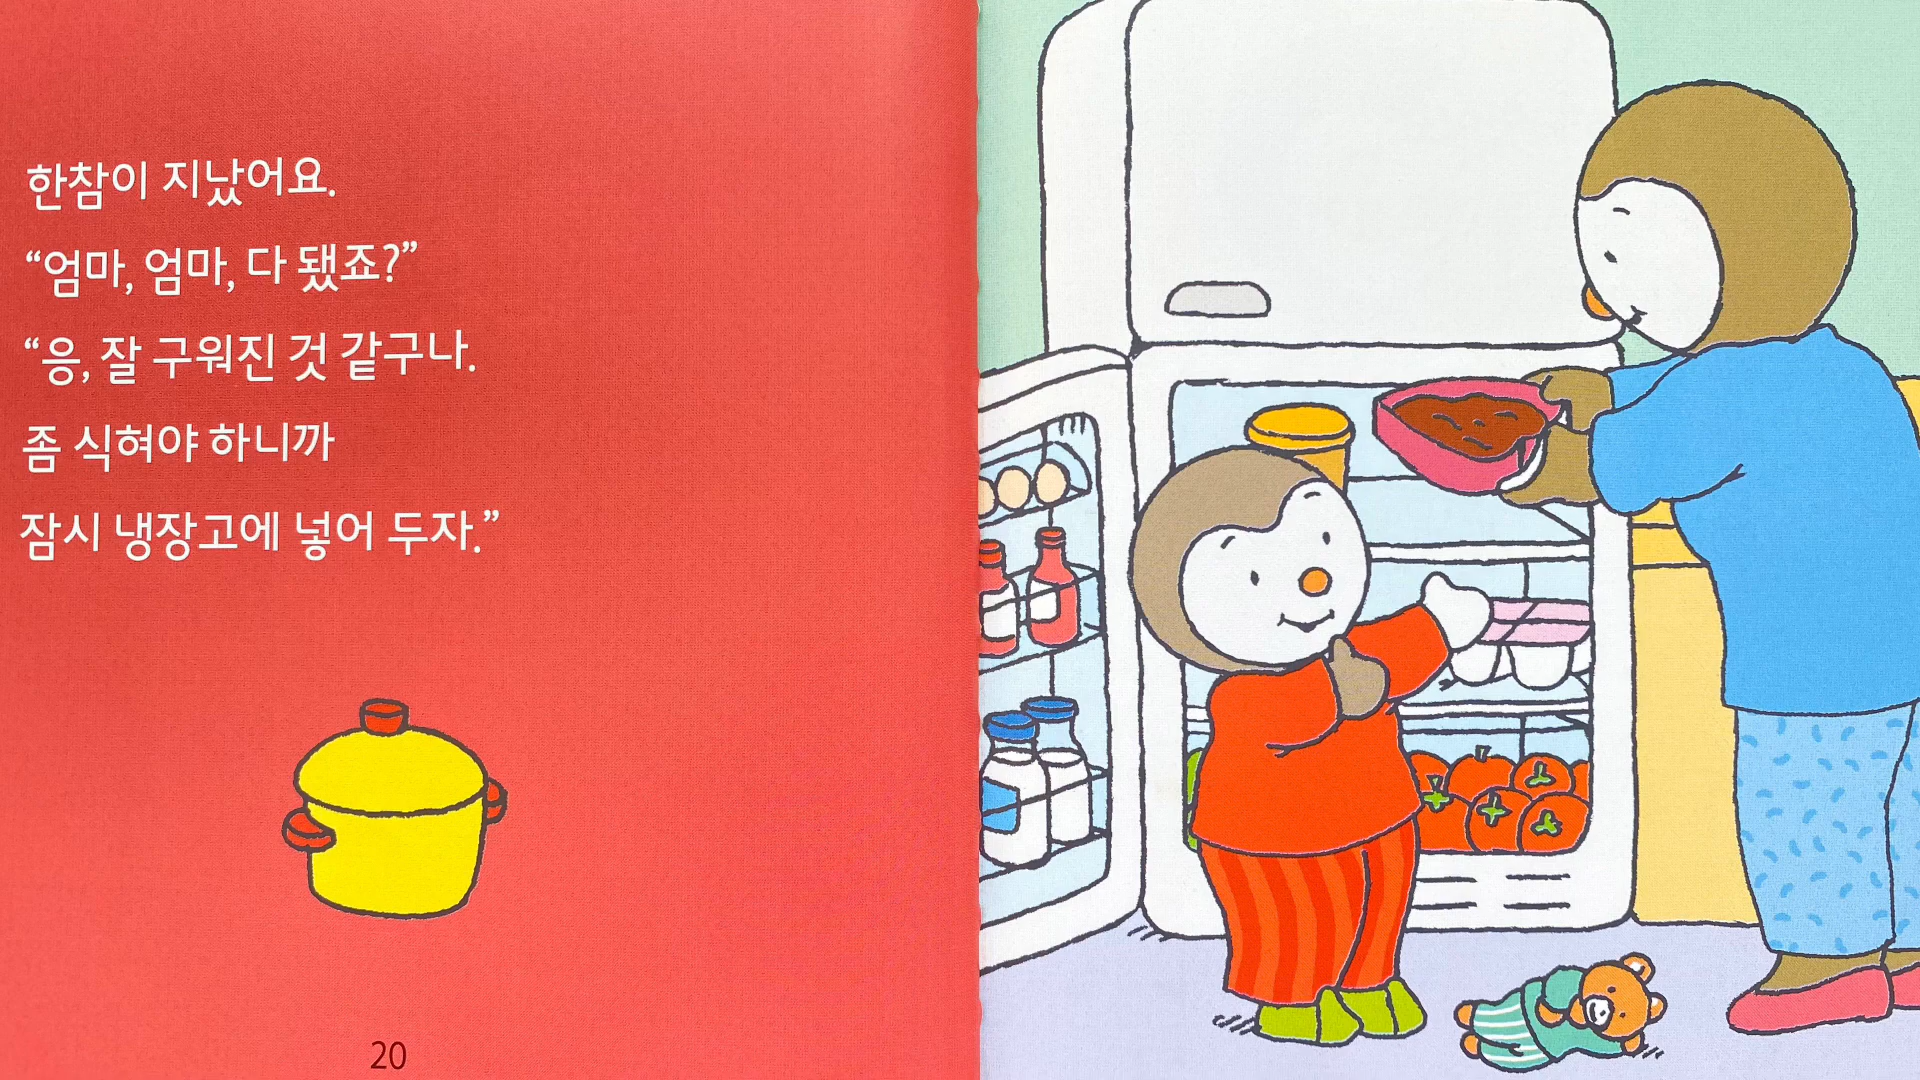 한참이 지났어요.
“엄마, 엄마, 다 됐죠?”
“응, 잘 구워진 것 같구나.
좀 식혀야 하니까
잠시 냉장고에 넣어 두자.”
20